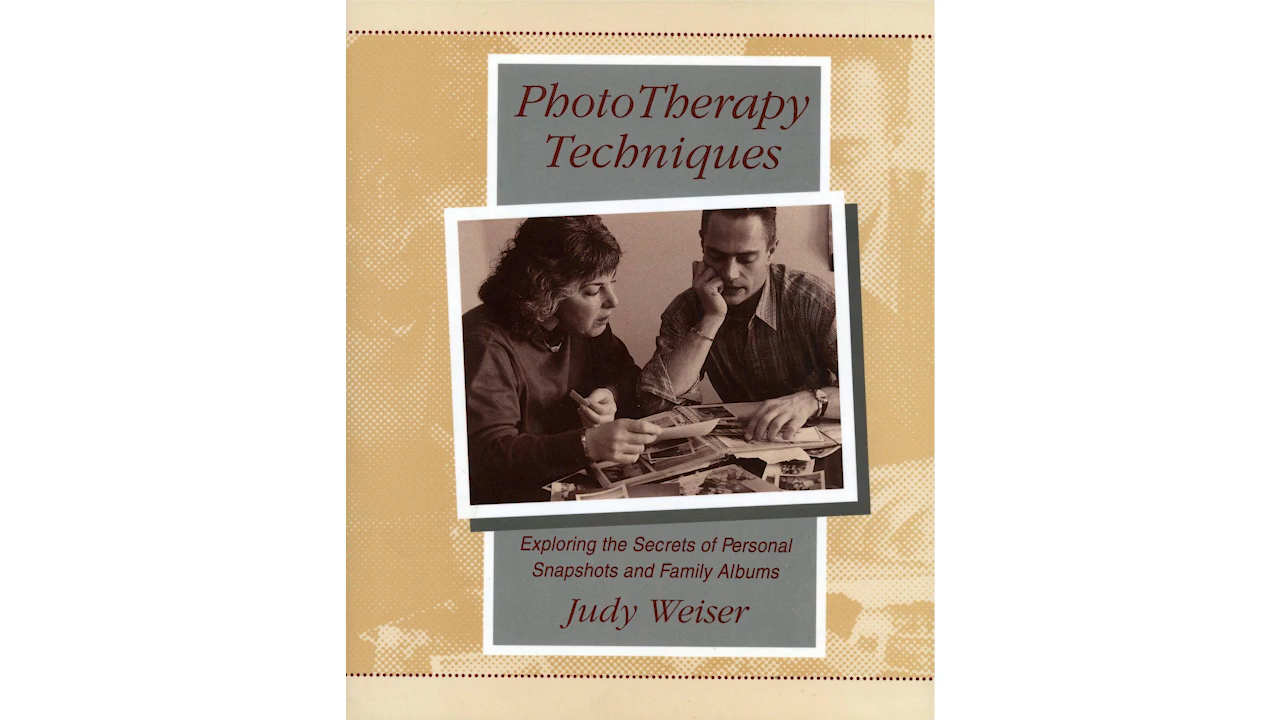 PhotoTherapy
Techniques
Exploring the Secrets of Personal
Snapshots and Family Albums
Judy Weiser